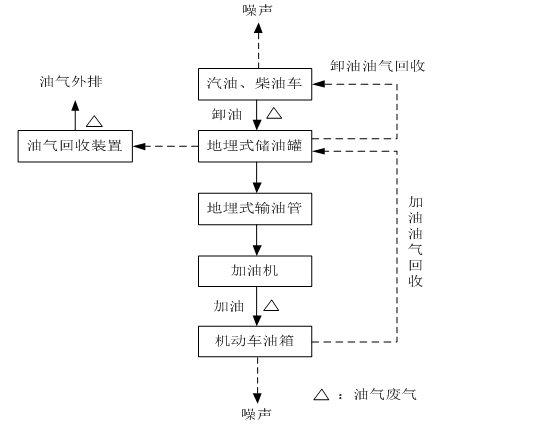 噪声
汽油、柴油车
卸油油气回收
油气外排
卸油
油气回收装置
地埋式储油罐
地埋式输油管
加油油气回收
加油机
加油
机动车油箱
：油气废气
噪声